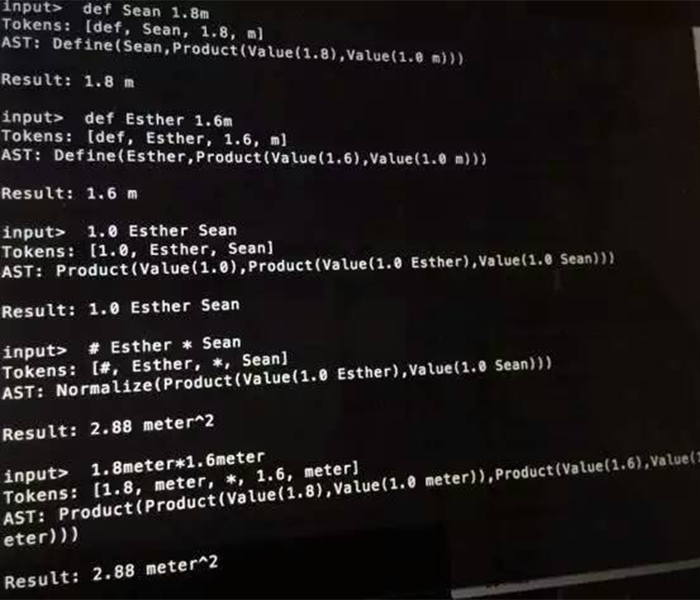 input>  def Sean 1.8m
Tokens: [def, Sean, 1.8, m]
AST: Define(Sean,Product(Value(1.8),Value(1.0 m)))
Result: 1.8 m
input>  def Esther 1.6m
Tokens: [def, Esther, 1.6, m]
AST: Define(Esther,Product(Value(1.6),Value(1.0 m)))
Result: 1.6 m
input>  1.0 Esther Sean
Tokens: [1.0, Esther, Sean]
AST: Product(Value(1.0),Product(Value(1.0 Esther),Value(1.0 Sean)))
Result: 1.0 Esther Sean
input>  # Esther * Sean
Tokens: [#, Esther, *, Sean]
AST: Normalize(Product(Value(1.0 Esther),Value(1.0 Sean)))
Result: 2.88 meter^2
input>  1.8meter*1.6meter
Tokens: [1.8, meter, *, 1.6, meter]
AST: Product(Product(Value(1.8),Value(1.0 meter)),Product(Value(1.6),Value(
eter)))
Result: 2.88 meter^2